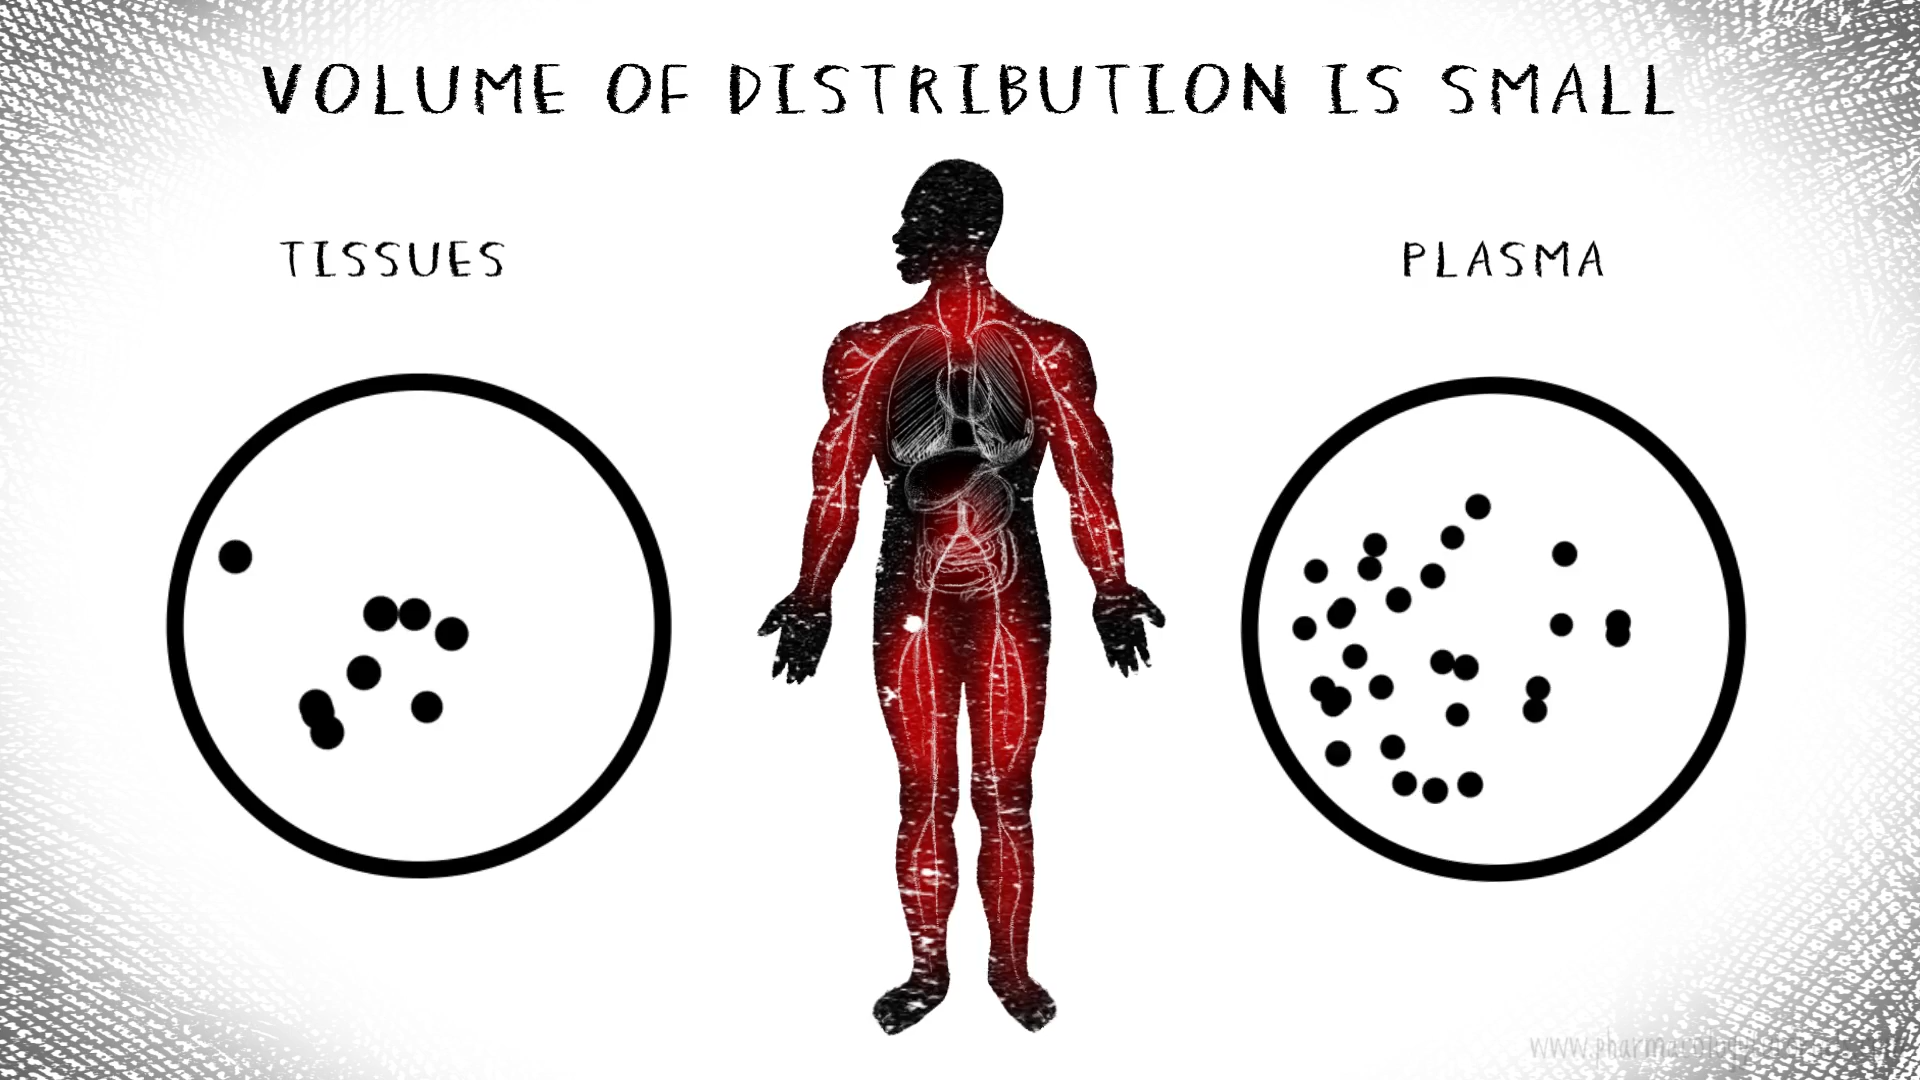 VOLUME OF DISTRIBUTION IS SMALL
TISSUES
PLASMA